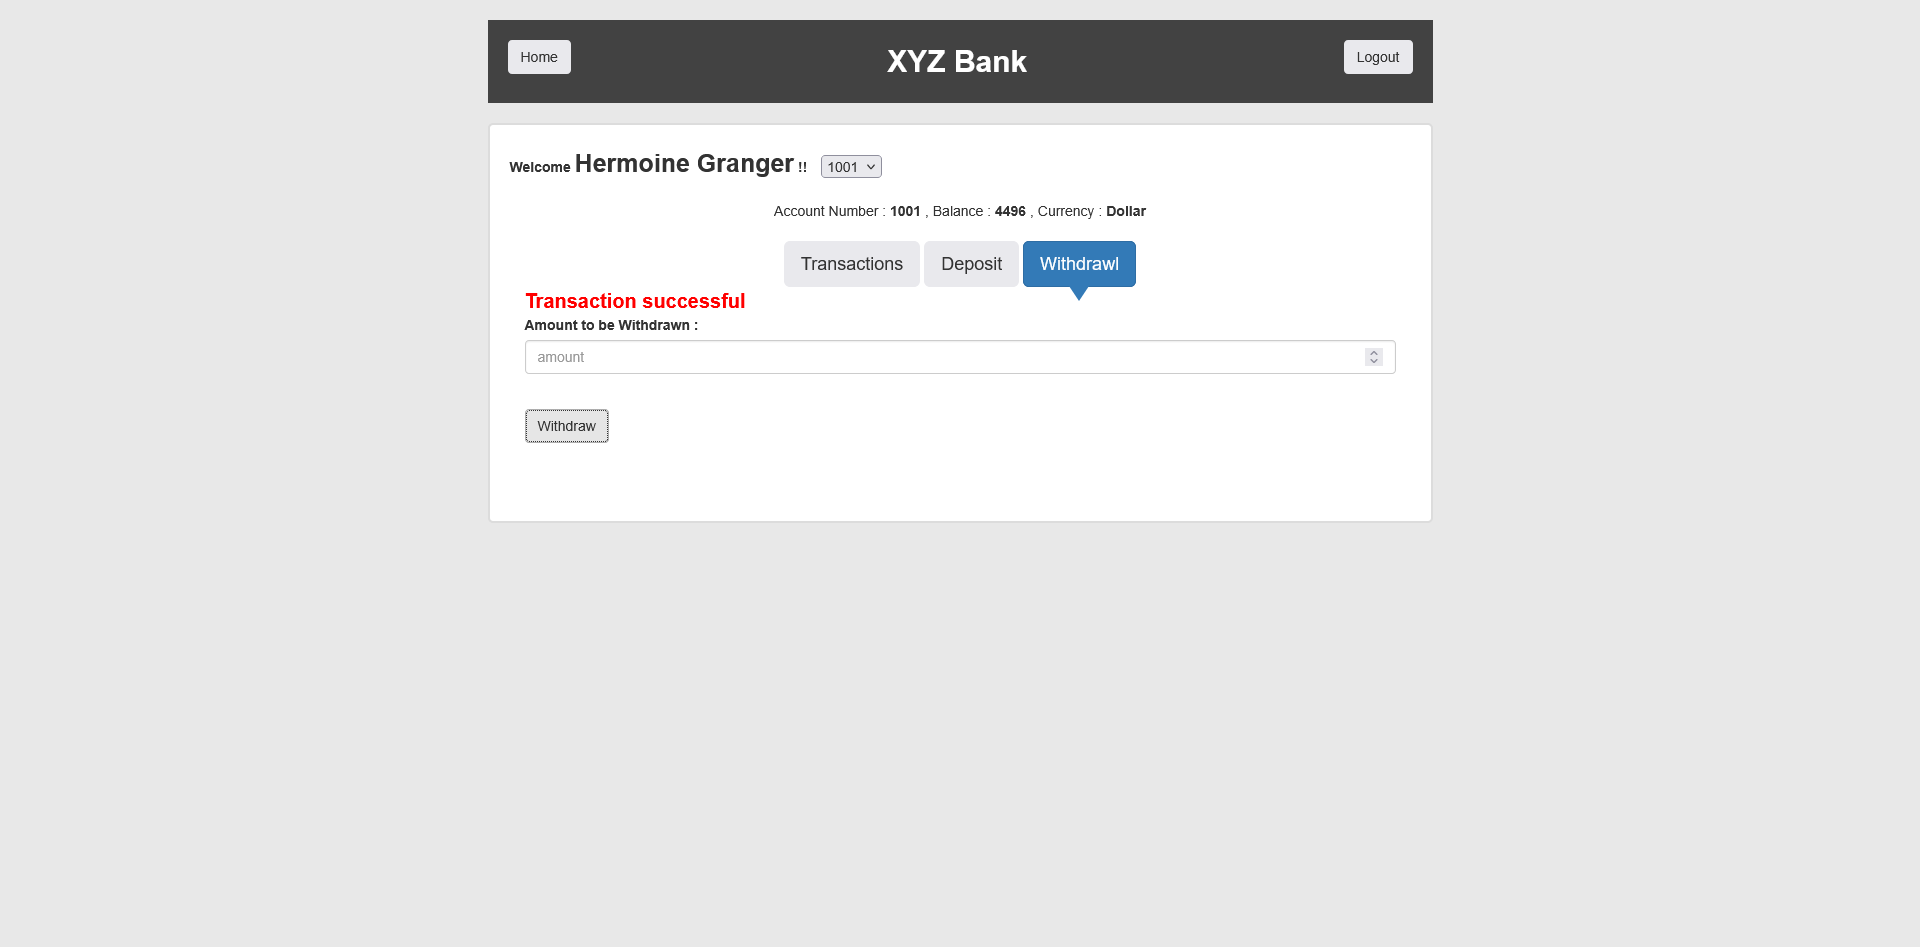 Home
XYZ Bank
Logout
Welcome Hermoine Granger !! 1001
Account Number : 1001 , Balance : 4496 , Currency : Dollar
Transactions Deposit Withdrawl
Transaction successful
Amount to be Withdrawn :
amount
Withdraw